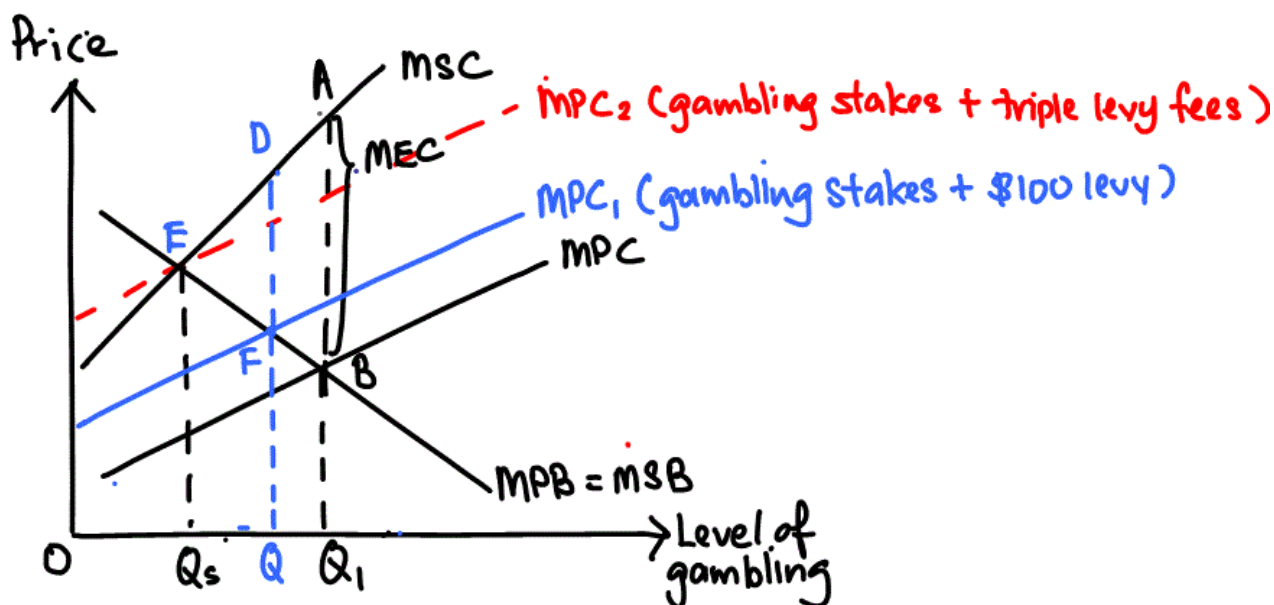 Price
A
MSC
MPC₂ (gambling stakes + triple levy fees)
D
MEC
MPC₁ (gambling stakes + $100 levy)
E
MPC
F
B
MPB = MSB
O
Qs
Q
Q₁
Level of
gambling